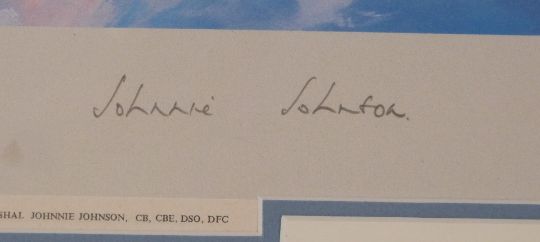 Johnnie Johnson.
SHAL JOHNNIE JOHNSON, CB, CBE, DSO, DFC